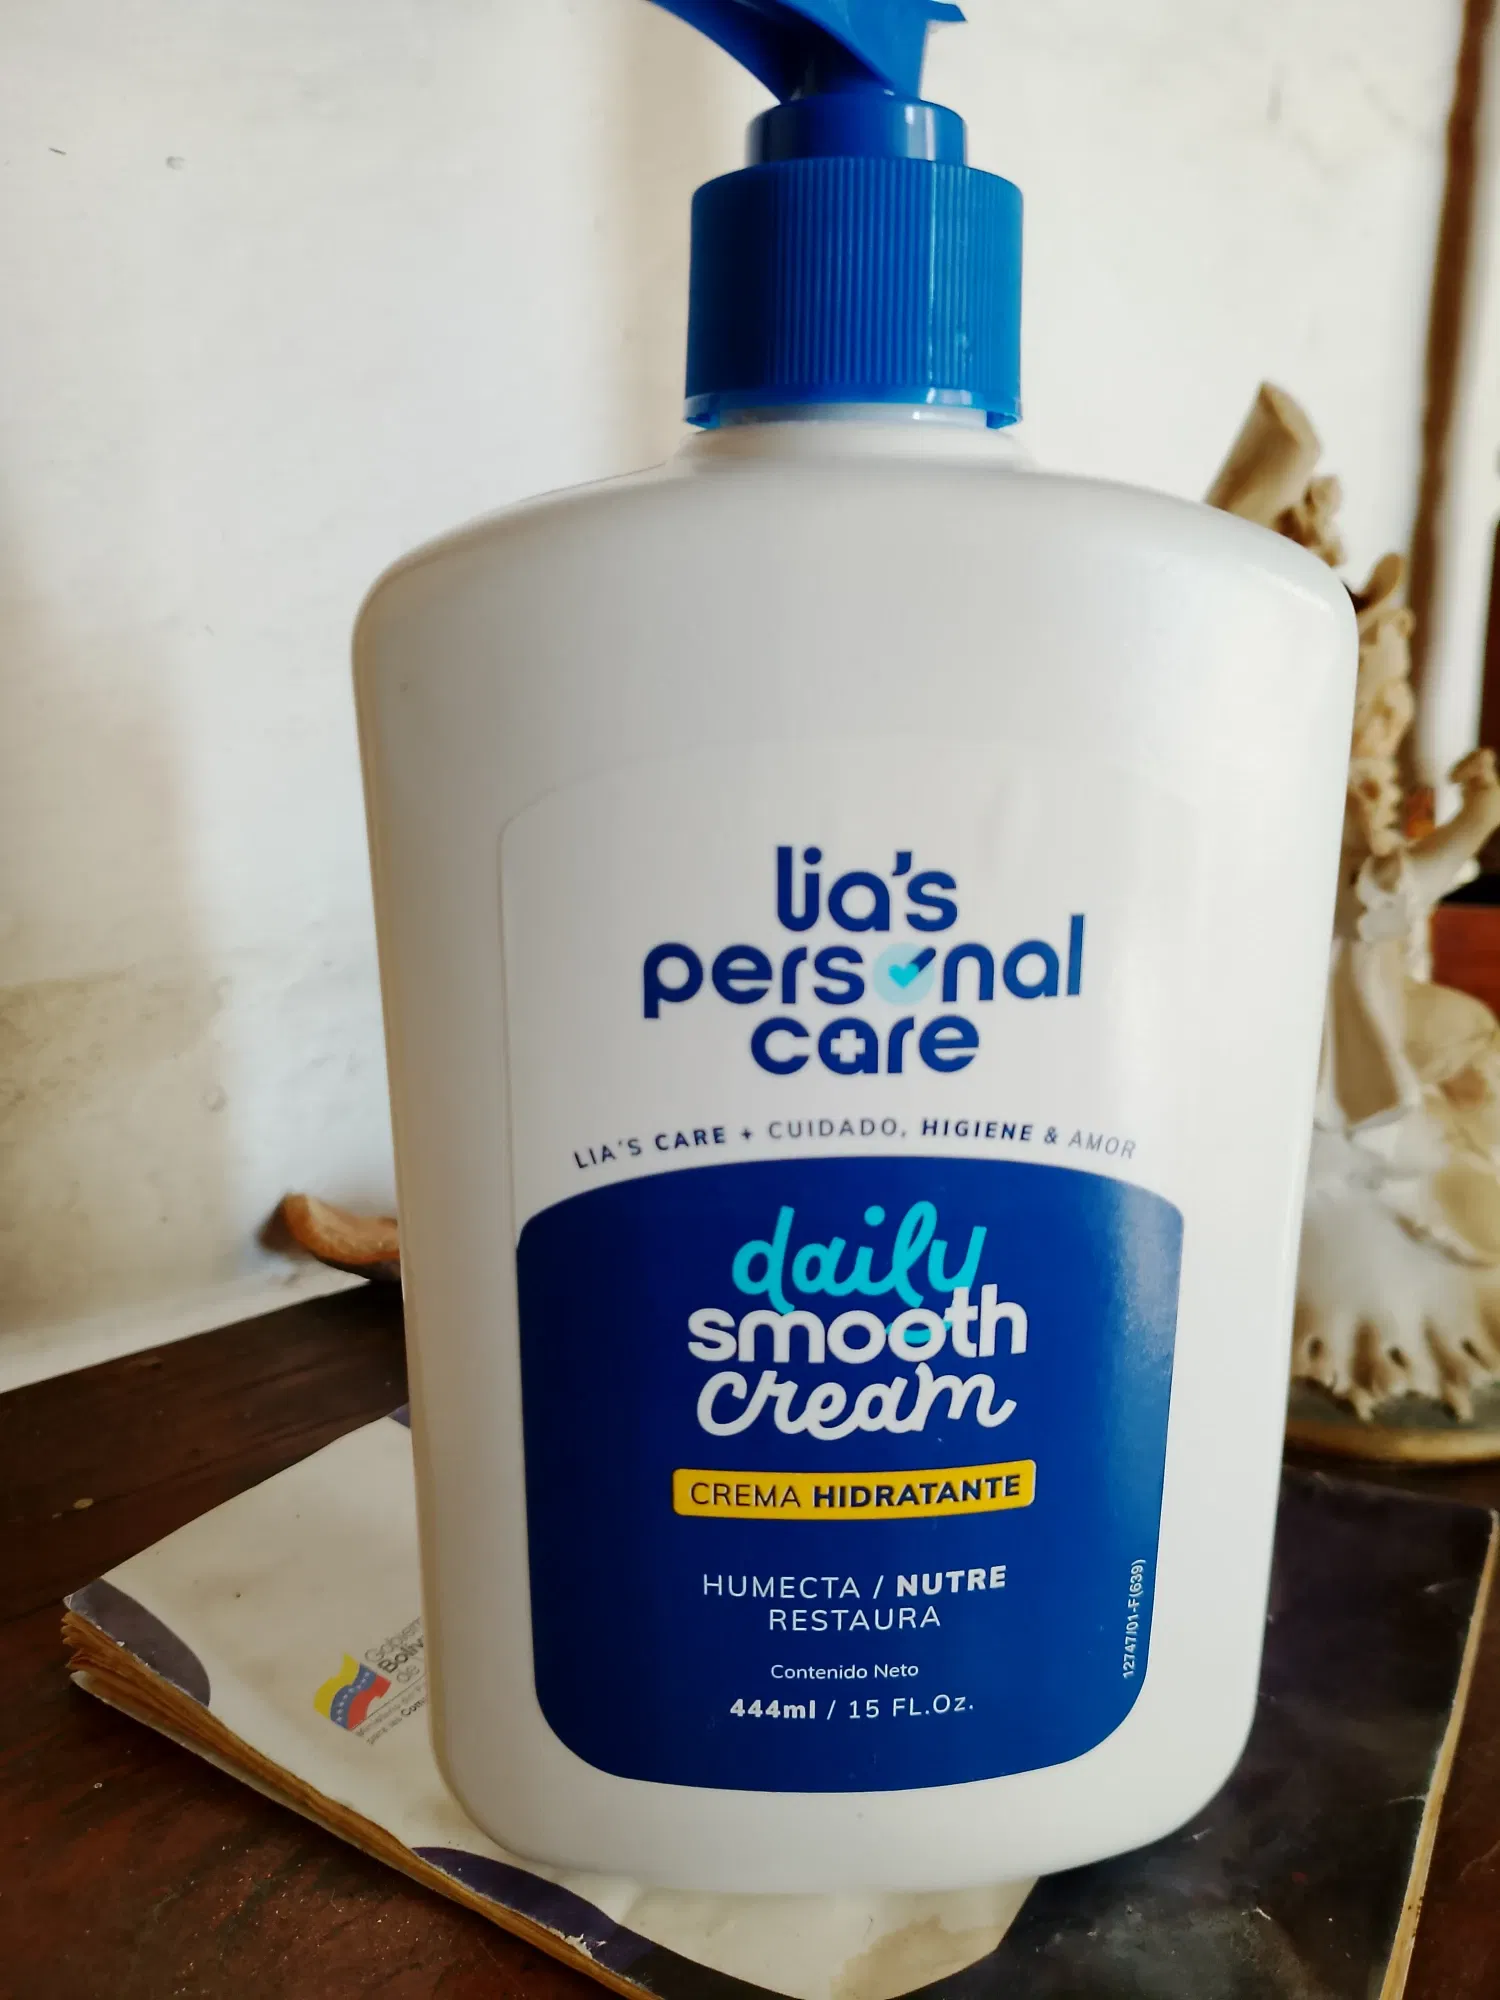 lia's
personal
care
LIA'S CARE + CUIDADO, HIGIENE & AMOR
daily
smooth
cream
CREMA HIDRATANTE
HUMECTA / NUTRE
RESTAURA
Contenido Neto
444ml / 15 FL.Oz.
12747/01-F(639)